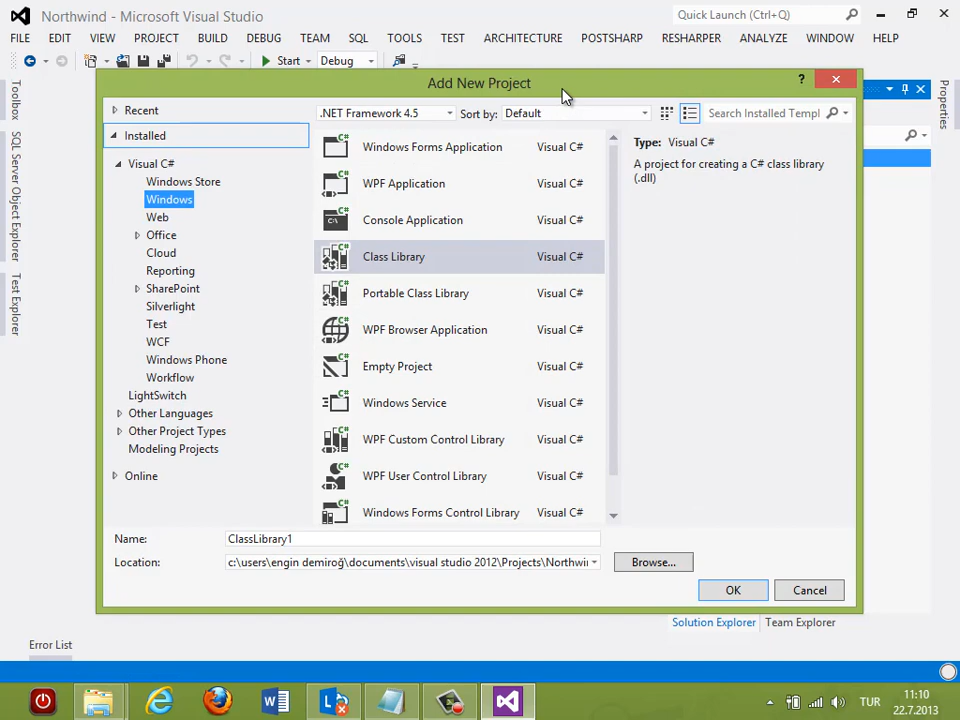 Northwind - Microsoft Visual Studio
Quick Launch (Ctrl+Q)
FILE EDIT VIEW PROJECT BUILD DEBUG TEAM SQL TOOLS TEST ARCHITECTURE POSTSHARP RESHARPER ANALYZE WINDOW HELP
Start Debug
Toolbox
SQL Server Object Explorer
Test Explorer
Properties
Add New Project
?
Recent
Installed
Visual C#
Windows Store
Windows
Web
Office
Cloud
Reporting
SharePoint
Silverlight
Test
WCF
Windows Phone
Workflow
LightSwitch
Other Languages
Other Project Types
Modeling Projects
Online
.NET Framework 4.5 Sort by: Default
Search Installed Templ
Windows Forms Application Visual C#
WPF Application Visual C#
Console Application Visual C#
Class Library Visual C#
Portable Class Library Visual C#
WPF Browser Application Visual C#
Empty Project Visual C#
Windows Service Visual C#
WPF Custom Control Library Visual C#
WPF User Control Library Visual C#
Windows Forms Control Library Visual C#
Type: Visual C#
A project for creating a C# class library
(.dll)
Name: ClassLibrary1
Location: c:\users\engin demiroğ\documents\visual studio 2012\Projects\Northwi
Browse...
OK Cancel
Solution Explorer Team Explorer
Error List
TUR
11:10
22.7.2013